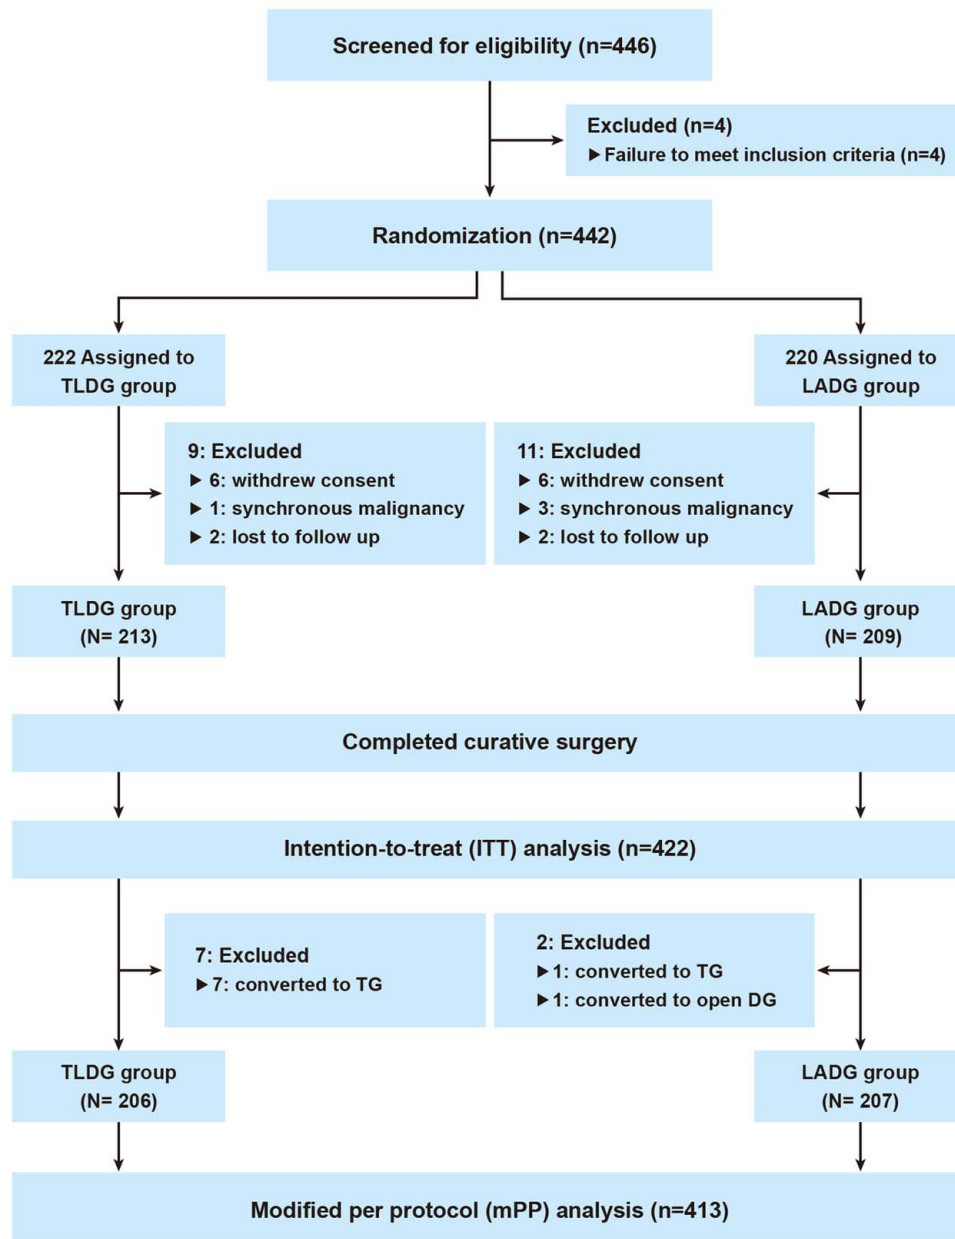 Screened for eligibility (n=446)
Excluded (n=4)
▶ Failure to meet inclusion criteria (n=4)
Randomization (n=442)
222 Assigned to
TLDG group
220 Assigned to
LADG group
9: Excluded
▶ 6: withdrew consent
▶ 1: synchronous malignancy
▶ 2: lost to follow up
11: Excluded
▶ 6: withdrew consent
▶ 3: synchronous malignancy
▶ 2: lost to follow up
TLDG group
(N= 213)
LADG group
(N= 209)
Completed curative surgery
Intention-to-treat (ITT) analysis (n=422)
7: Excluded
▶ 7: converted to TG
2: Excluded
▶ 1: converted to TG
▶ 1: converted to open DG
TLDG group
(N= 206)
LADG group
(N= 207)
Modified per protocol (mPP) analysis (n=413)